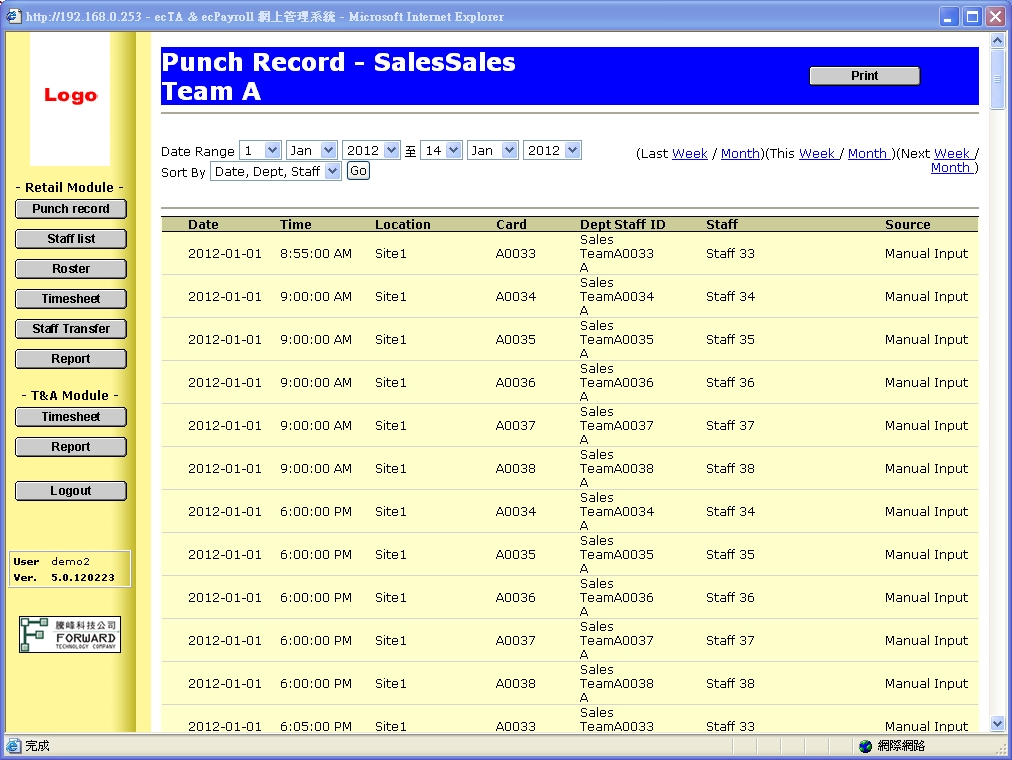 http://192.168.0.253 - ecTA & ecPayroll 網上管理系統 - Microsoft Internet Explorer
Logo
- Retail Module -
Punch record
Staff list
Roster
Timesheet
Staff Transfer
Report
- T&A Module -
Timesheet
Report
Logout
User demo2
Ver. 5.0.120223
騰峰科技公司
FORWARD
TECHNOLOGY COMPANY
Punch Record - SalesSales
Team A
Print
Date Range 1 Jan 2012 至 14 Jan 2012
Sort By Date, Dept, Staff Go
(Last Week / Month)(This Week / Month )(Next Week /
Month )
Date Time Location Card Dept Staff ID Staff Source
Sales
2012-01-01 8:55:00 AM Site1 A0033 TeamA0033 Staff 33 Manual Input
A
Sales
2012-01-01 9:00:00 AM Site1 A0034 TeamA0034 Staff 34 Manual Input
A
Sales
2012-01-01 9:00:00 AM Site1 A0035 TeamA0035 Staff 35 Manual Input
A
Sales
2012-01-01 9:00:00 AM Site1 A0036 TeamA0036 Staff 36 Manual Input
A
Sales
2012-01-01 9:00:00 AM Site1 A0037 TeamA0037 Staff 37 Manual Input
A
Sales
2012-01-01 9:00:00 AM Site1 A0038 TeamA0038 Staff 38 Manual Input
A
Sales
2012-01-01 6:00:00 PM Site1 A0034 TeamA0034 Staff 34 Manual Input
A
Sales
2012-01-01 6:00:00 PM Site1 A0035 TeamA0035 Staff 35 Manual Input
A
Sales
2012-01-01 6:00:00 PM Site1 A0036 TeamA0036 Staff 36 Manual Input
A
Sales
2012-01-01 6:00:00 PM Site1 A0037 TeamA0037 Staff 37 Manual Input
A
Sales
2012-01-01 6:00:00 PM Site1 A0038 TeamA0038 Staff 38 Manual Input
A
Sales
2012-01-01 6:05:00 PM Site1 A0033 TeamA0033 Staff 33 Manual Input
完成
網際網路